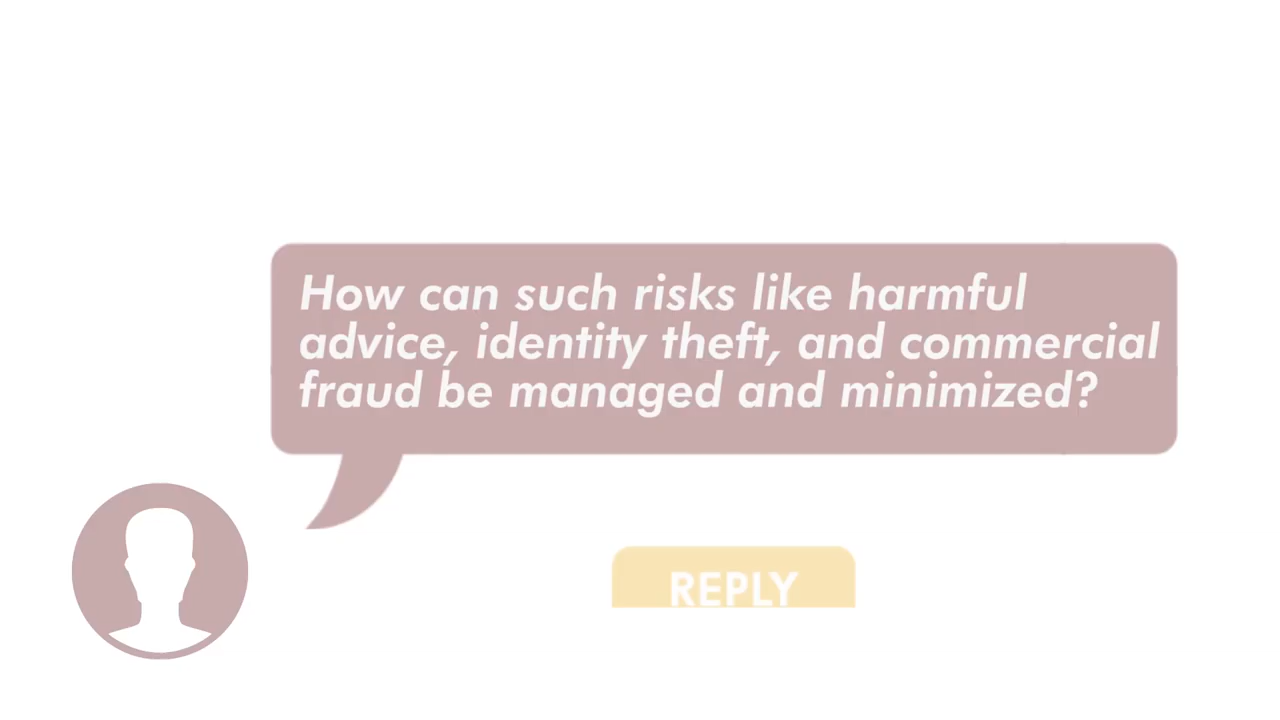 How can such risks like harmful
advice, identity theft, and commercial
fraud be managed and minimized?
REPLY